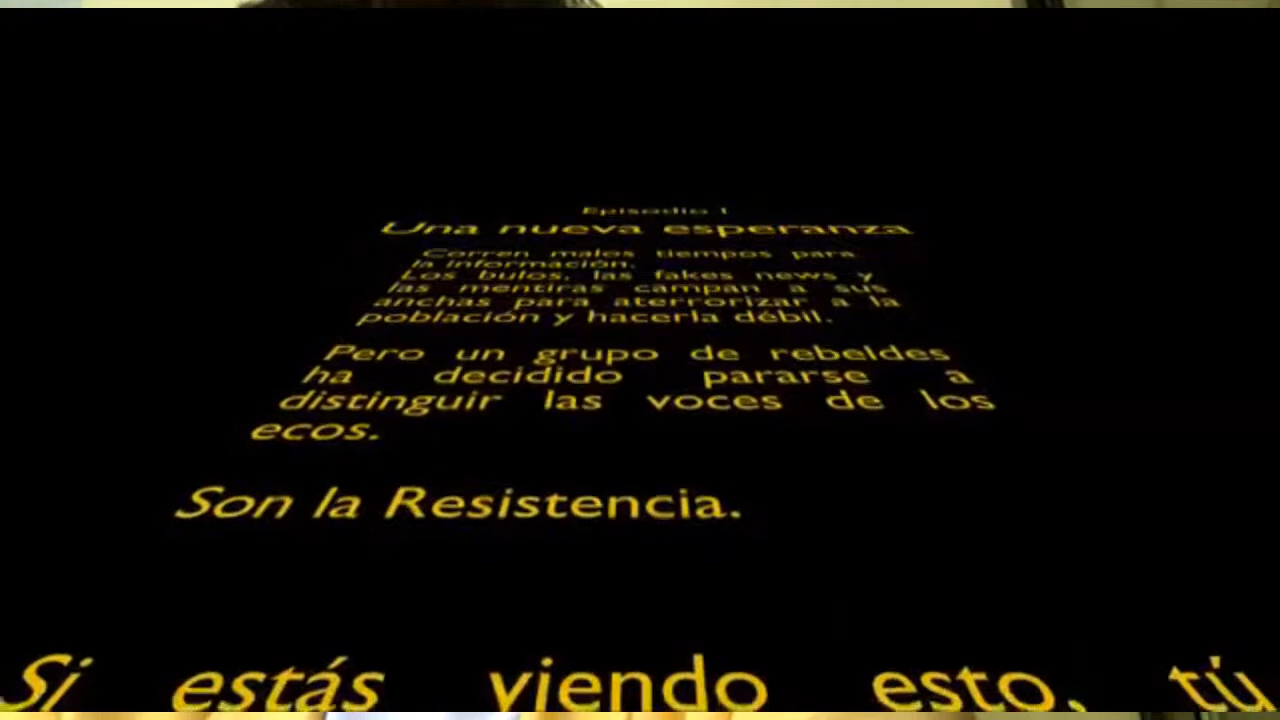 Episodio 1
Una nueva esperanza
Corren malos tiempos para
la información.
Los bulos, las fakes news y
las mentiras campan a sus
anchas para aterrorizar a la
población y hacerla débil.
Pero un grupo de rebeldes
ha decidido pararse a
distinguir las voces de los
ecos.
Son la Resistencia.
Si estás viendo esto, tú